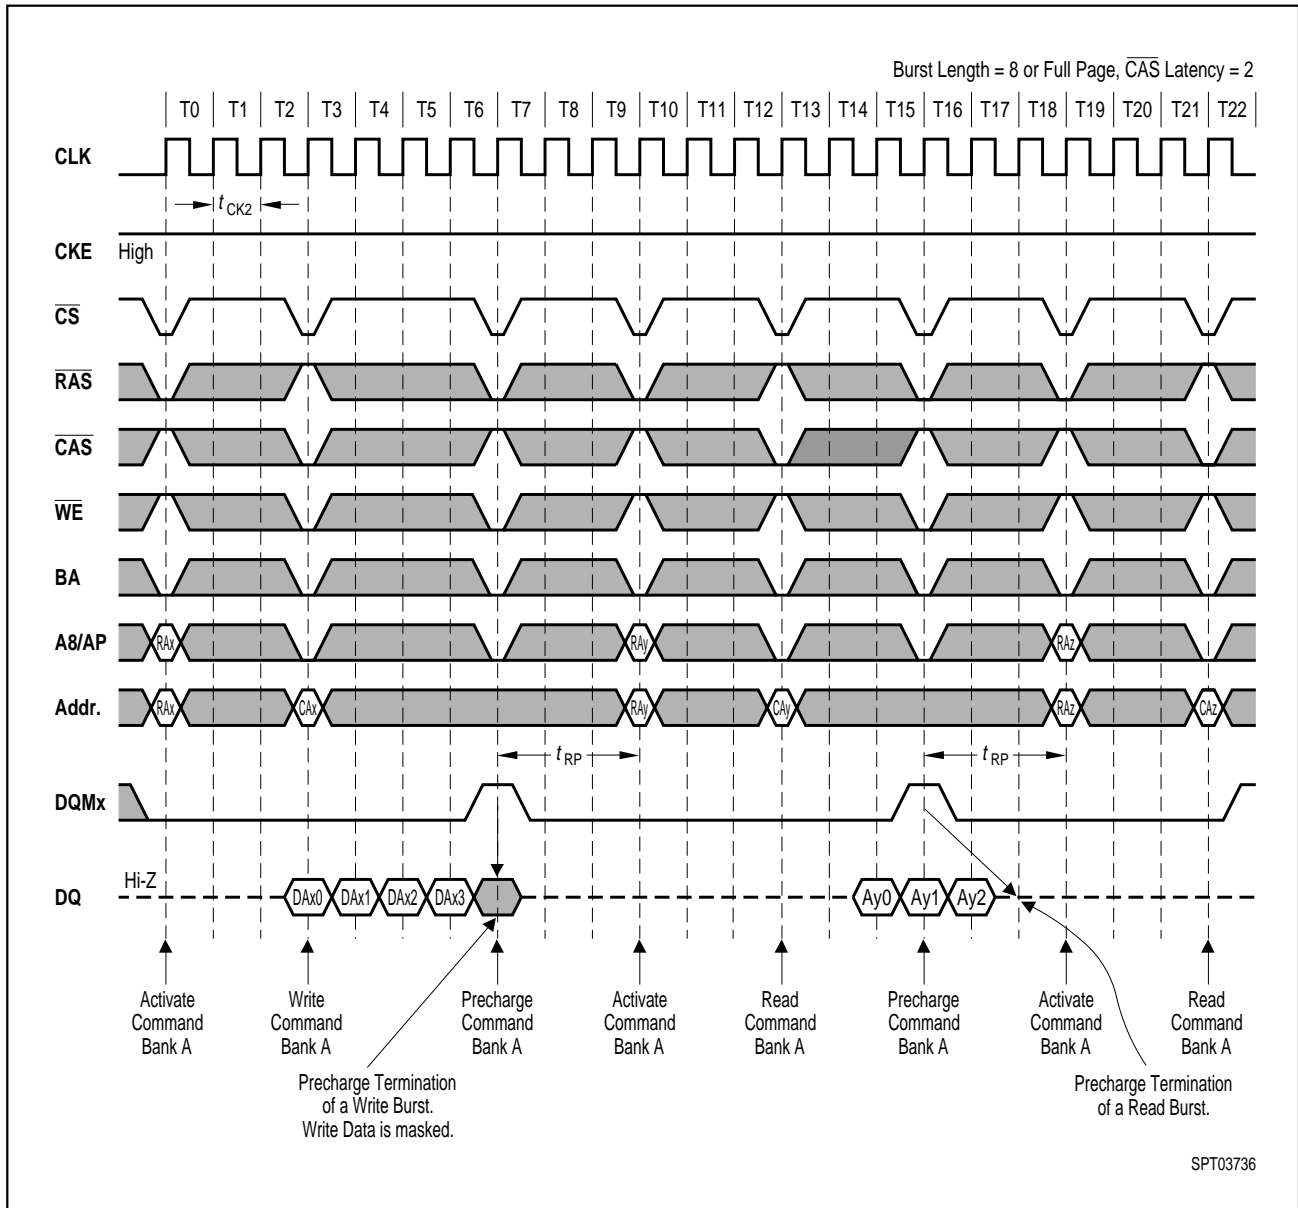 Burst Length = 8 or Full Page, CAS Latency = 2
T0 T1 T2 T3 T4 T5 T6 T7 T8 T9 T10 T11 T12 T13 T14 T15 T16 T17 T18 T19 T20 T21 T22
CLK
t CK2
CKE High
CS
RAS
CAS
WE
BA
A8/AP RAx RAy RAz
Addr. RAx CAx RAy CAy RAz CAz
t RP t RP
DQMx
DQ Hi-Z DAx0 DAx1 DAx2 DAx3 Ay0 Ay1 Ay2
Activate Write Precharge Activate Read Precharge Activate Read
Command Command Command Command Command Command Command Command
Bank A Bank A Bank A Bank A Bank A Bank A Bank A Bank A
Precharge Termination
of a Write Burst.
Write Data is masked.
Precharge Termination
of a Read Burst.
SPT03736